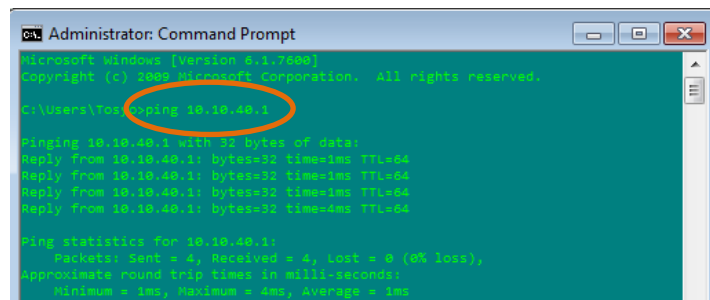 Administrator: Command Prompt
Microsoft Windows [Version 6.1.7600]
Copyright (c) 2009 Microsoft Corporation.  All rights reserved.
C:\Users\Tosyo>ping 10.10.40.1
Pinging 10.10.40.1 with 32 bytes of data:
Reply from 10.10.40.1: bytes=32 time=1ms TTL=64
Reply from 10.10.40.1: bytes=32 time=1ms TTL=64
Reply from 10.10.40.1: bytes=32 time=1ms TTL=64
Reply from 10.10.40.1: bytes=32 time=4ms TTL=64
Ping statistics for 10.10.40.1:
    Packets: Sent = 4, Received = 4, Lost = 0 (0% loss),
Approximate round trip times in milli-seconds:
    Minimum = 1ms, Maximum = 4ms, Average = 1ms